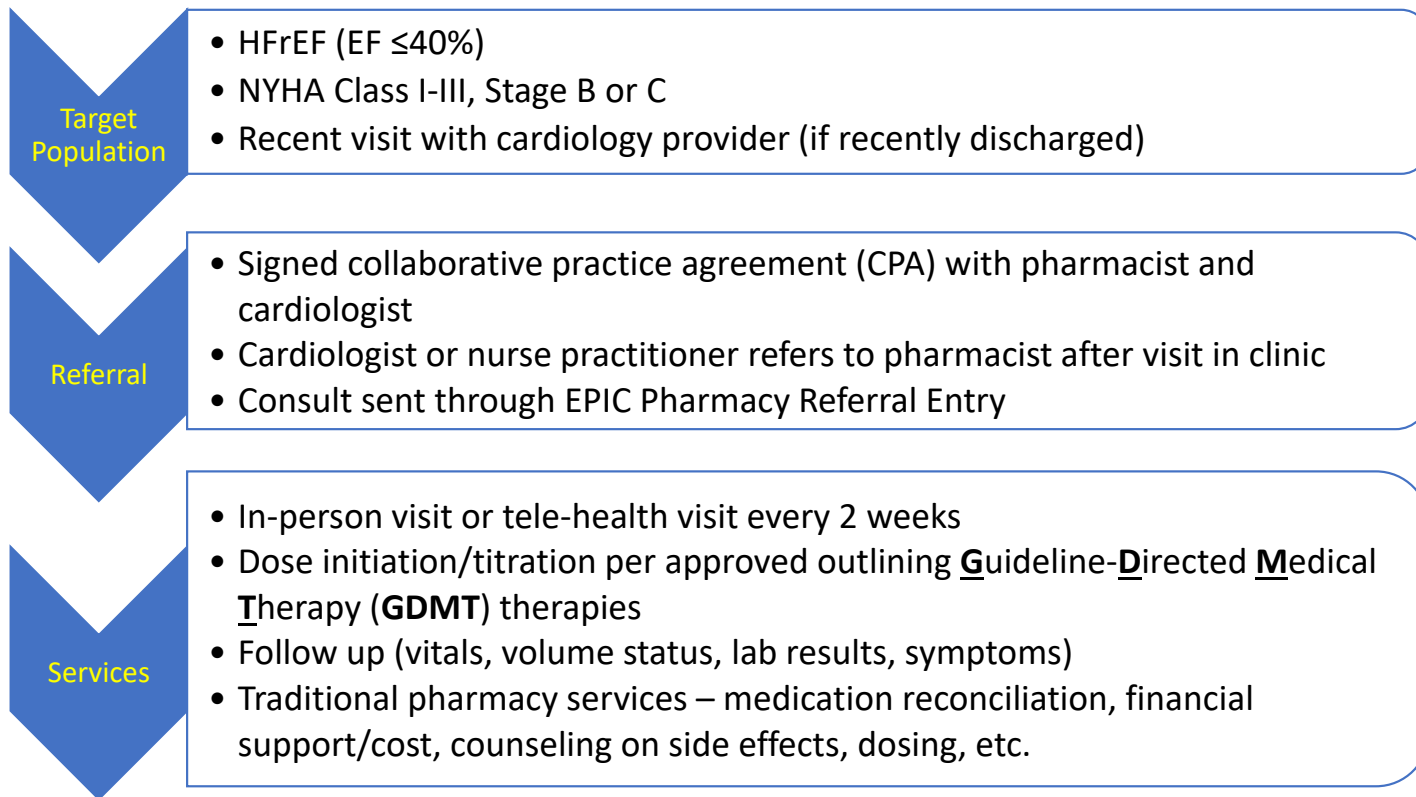 Target
Population
• HFrEF (EF ≤40%)
• NYHA Class I-III, Stage B or C
• Recent visit with cardiology provider (if recently discharged)
Referral
• Signed collaborative practice agreement (CPA) with pharmacist and
cardiologist
• Cardiologist or nurse practitioner refers to pharmacist after visit in clinic
• Consult sent through EPIC Pharmacy Referral Entry
Services
• In-person visit or tele-health visit every 2 weeks
• Dose initiation/titration per approved outlining Guideline-Directed Medical
Therapy (GDMT) therapies
• Follow up (vitals, volume status, lab results, symptoms)
• Traditional pharmacy services – medication reconciliation, financial
support/cost, counseling on side effects, dosing, etc.